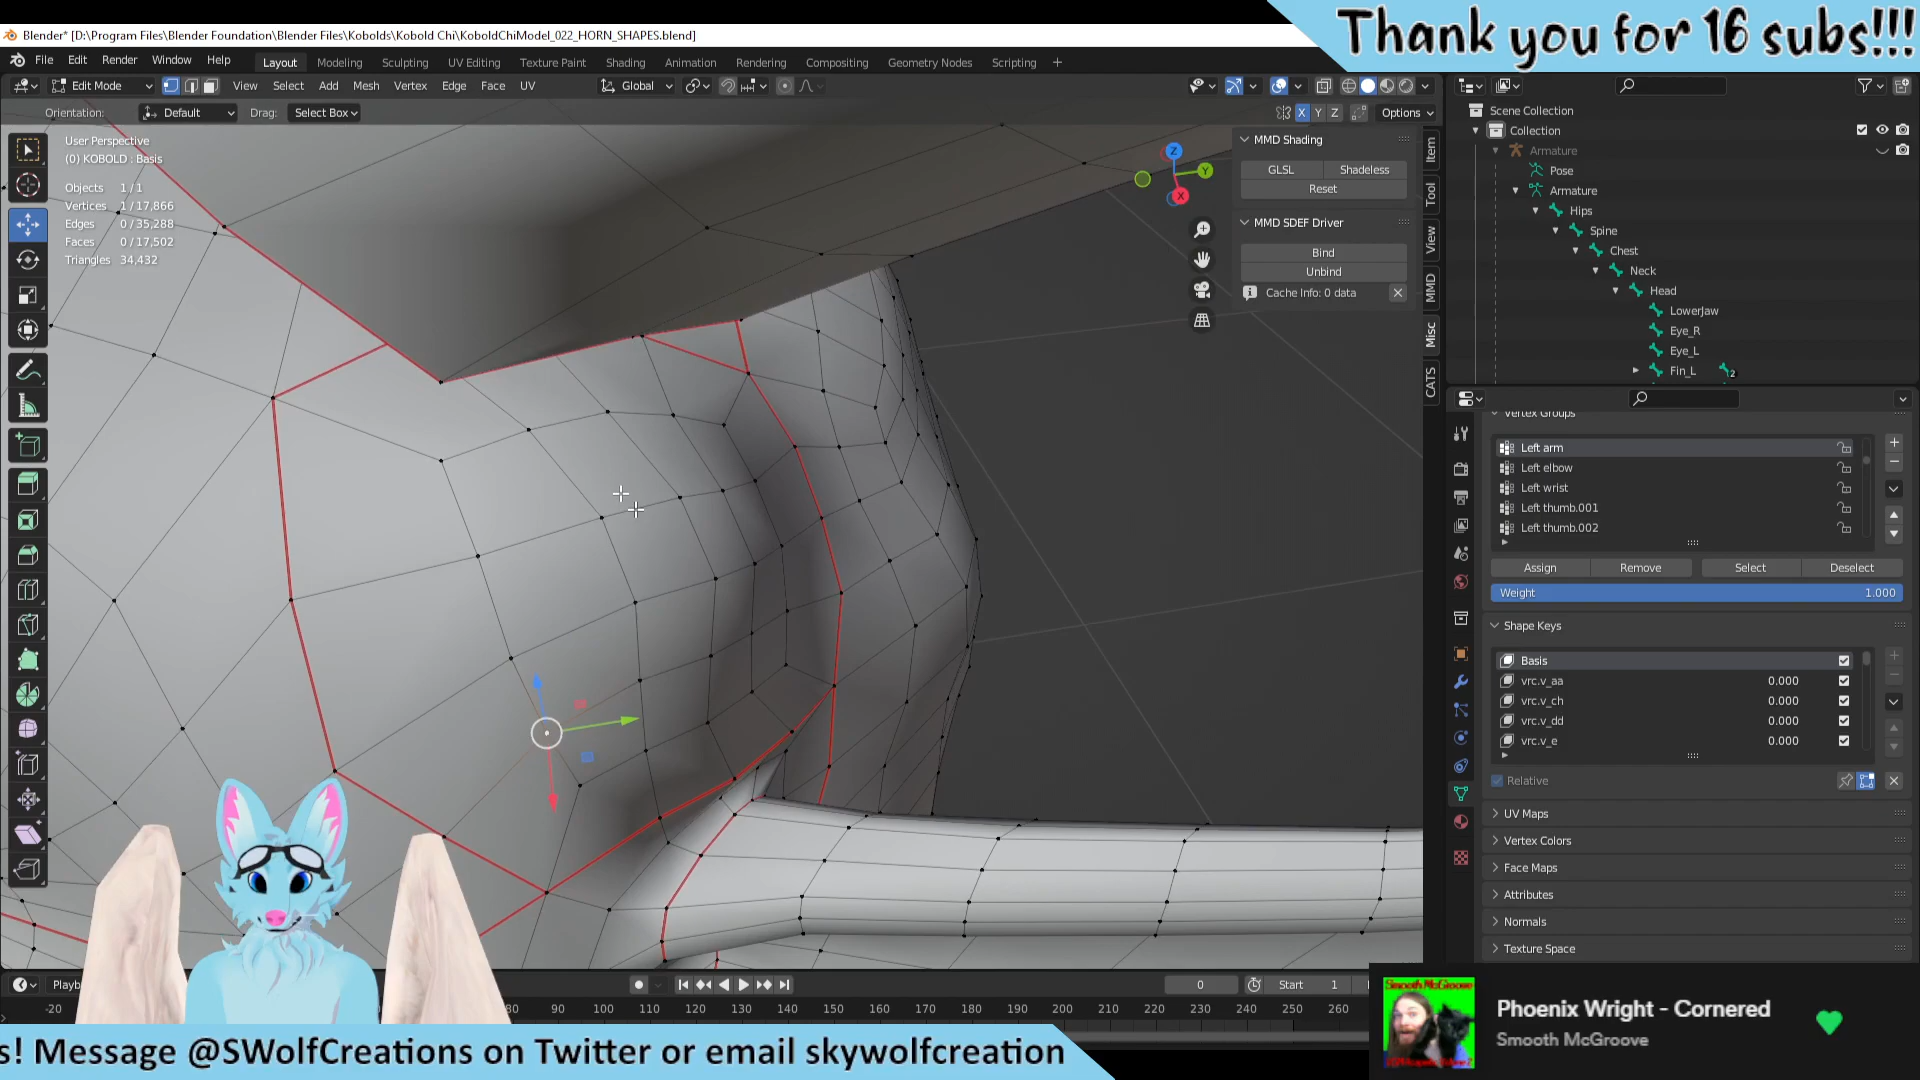 Thank you for 16 subs!!!
Blender* [D:\Program Files\Blender Foundation\Blender Files\Kobolds\Kobold Chi\KoboldChiModel_022_HORN_SHAPES.blend]
File Edit Render Window Help Layout Modeling Sculpting UV Editing Texture Paint Shading Animation Rendering Compositing Geometry Nodes Scripting +
Edit Mode View Select Add Mesh Vertex Edge Face UV Global
Orientation: Default Drag: Select Box X Y Z Options
User Perspective
(0) KOBOLD : Basis
Objects 1/1
Vertices 1/17,866
Edges 0/35,288
Faces 0/17,502
Triangles 34,432
Z
Y
X
MMD Shading
GLSL Shadeless
Reset
MMD SDEF Driver
Bind
Unbind
Cache Info: 0 data
Item
Tool
View
MMD
Misc
CATS
Scene Collection
Collection
Armature
Pose
Armature
Hips
Spine
Chest
Neck
Head
LowerJaw
Eye_R
Eye_L
Fin_L 2
Vertex Groups
Left arm
Left elbow
Left wrist
Left thumb.001
Left thumb.002
Assign Remove Select Deselect
Weight 1.000
Shape Keys
Basis
vrc.v_aa 0.000
vrc.v_ch 0.000
vrc.v_dd 0.000
vrc.v_e 0.000
Relative
UV Maps
Vertex Colors
Face Maps
Attributes
Normals
Texture Space
0 Start 1
-20 80 90 100 110 120 130 140 150 160 170 180 190 200 210 220 230 240 250 260
Smooth McGroove
Phoenix Wright - Cornered
Smooth McGroove
s! Message @SWolfCreations on Twitter or email skywolfcreation